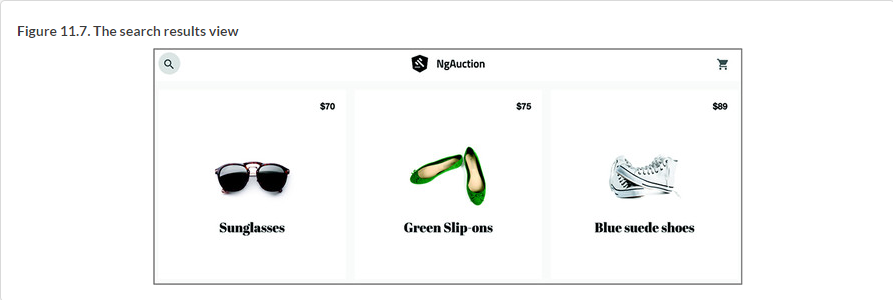 Figure 11.7. The search results view
NgAuction
$70 $75 $89
Sunglasses Green Slip-ons Blue suede shoes